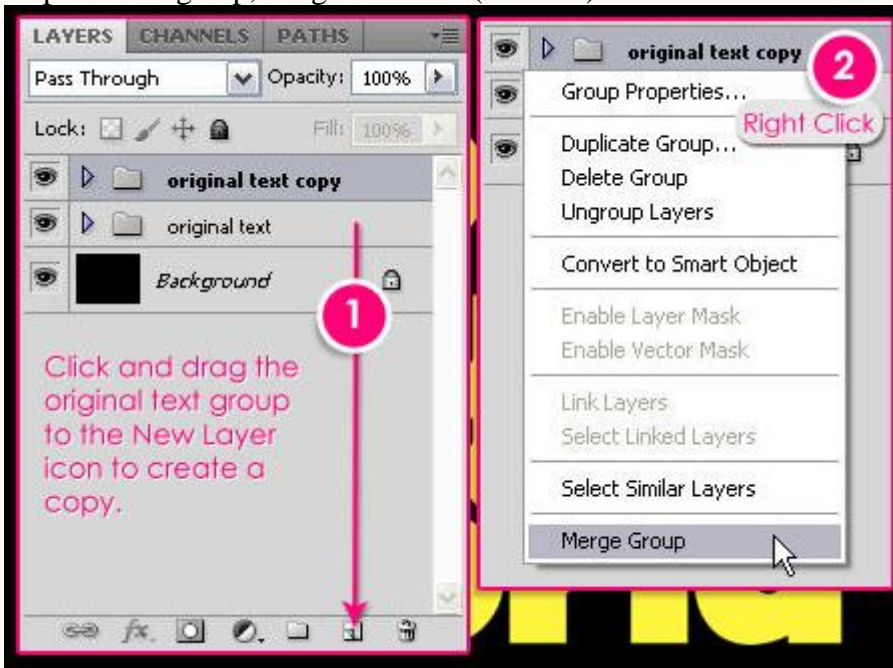 LAYERS CHANNELS PATHS
Pass Through Opacity: 100%
Lock: Fill: 100%
original text copy
original text
Background
1
Click and drag the
original text group
to the New Layer
icon to create a
copy.
fx.
original text copy
2
Right Click
Group Properties...
Duplicate Group...
Delete Group
Ungroup Layers
Convert to Smart Object
Enable Layer Mask
Enable Vector Mask
Link Layers
Select Linked Layers
Select Similar Layers
Merge Group